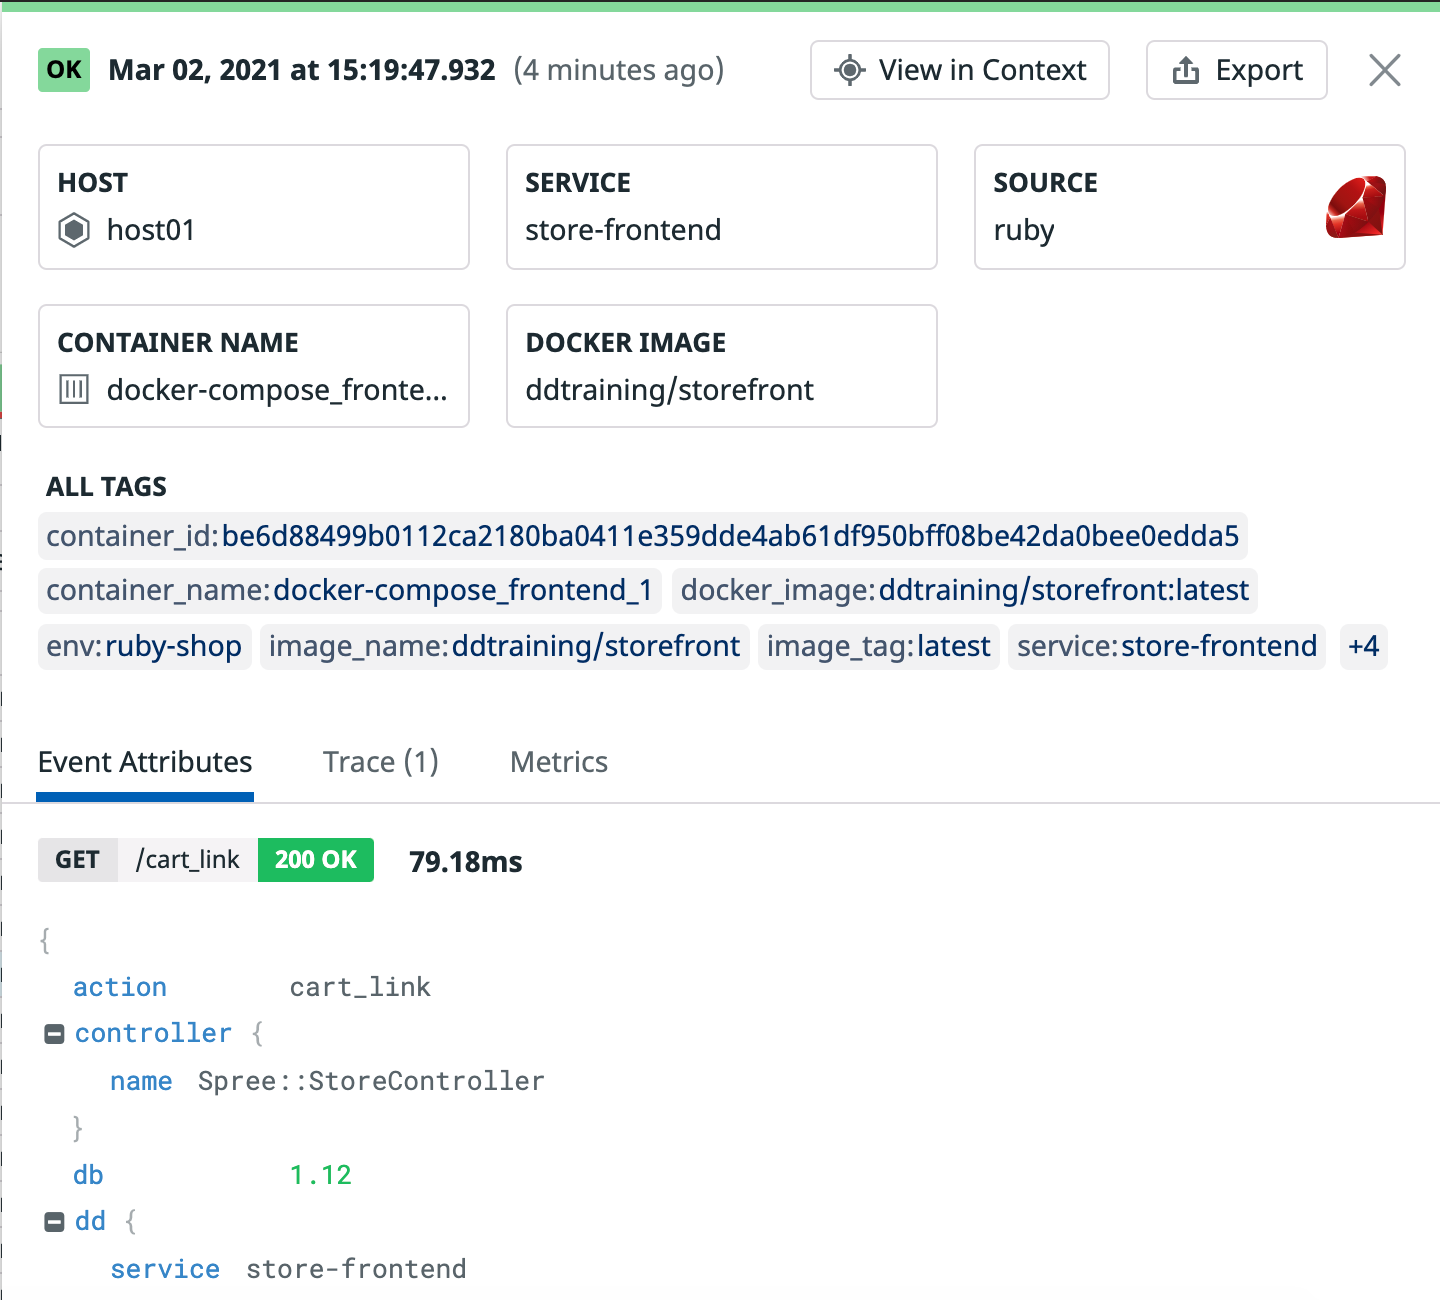 OK Mar 02, 2021 at 15:19:47.932 (4 minutes ago) View in Context Export
HOST SERVICE SOURCE
host01 store-frontend ruby
CONTAINER NAME DOCKER IMAGE
docker-compose_fronte... ddtraining/storefront
ALL TAGS
container_id:be6d88499b0112ca2180ba0411e359dde4ab61df950bff08be42da0bee0edda5
container_name:docker-compose_frontend_1 docker_image:ddtraining/storefront:latest
env:ruby-shop image_name:ddtraining/storefront image_tag:latest service:store-frontend +4
Event Attributes Trace (1) Metrics
GET /cart_link 200 OK 79.18ms
{
action cart_link
controller {
name Spree::StoreController
}
db 1.12
dd {
service store-frontend